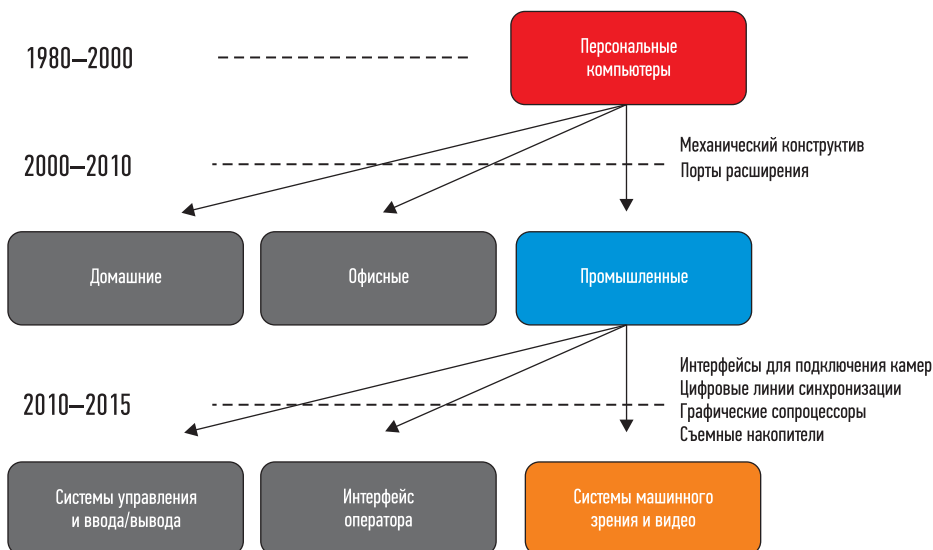 1980–2000
Персональные
компьютеры
2000–2010
Механический конструктив
Порты расширения
Домашние
Офисные
Промышленные
2010–2015
Интерфейсы для подключения камер
Цифровые линии синхронизации
Графические сопроцессоры
Съемные накопители
Системы управления
и ввода/вывода
Интерфейс
оператора
Системы машинного
зрения и видео